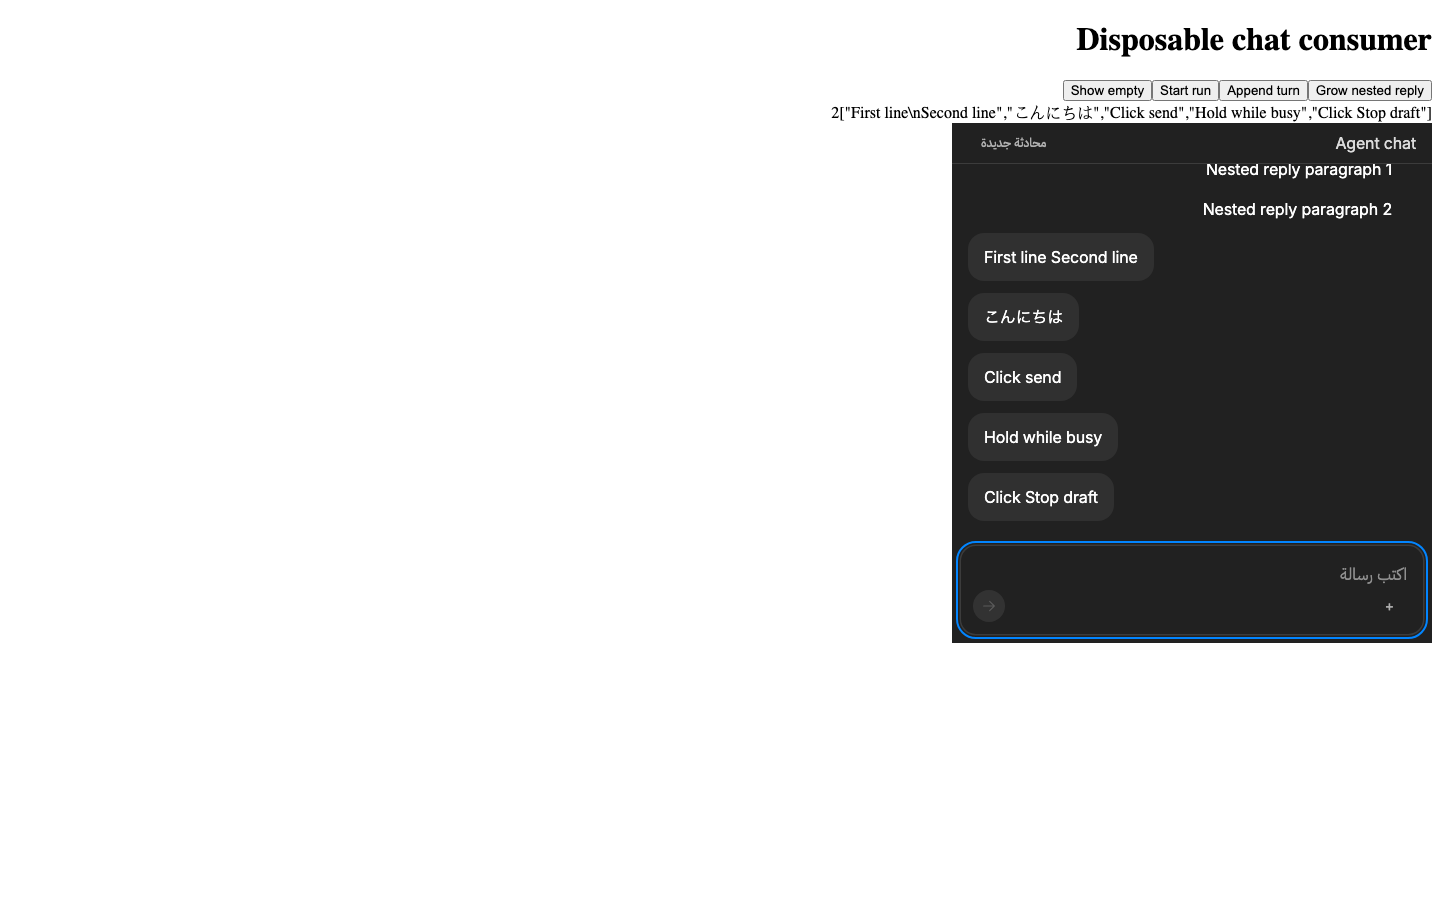 Disposable chat consumer
Show empty Start run Append turn Grow nested reply
2["First line\nSecond line","こんにちは","Click send","Hold while busy","Click Stop draft"]
Agent chat
محادثة جديدة
Nested reply paragraph 1
Nested reply paragraph 2
First line Second line
こんにちは
Click send
Hold while busy
Click Stop draft
اكتب رسالة
+